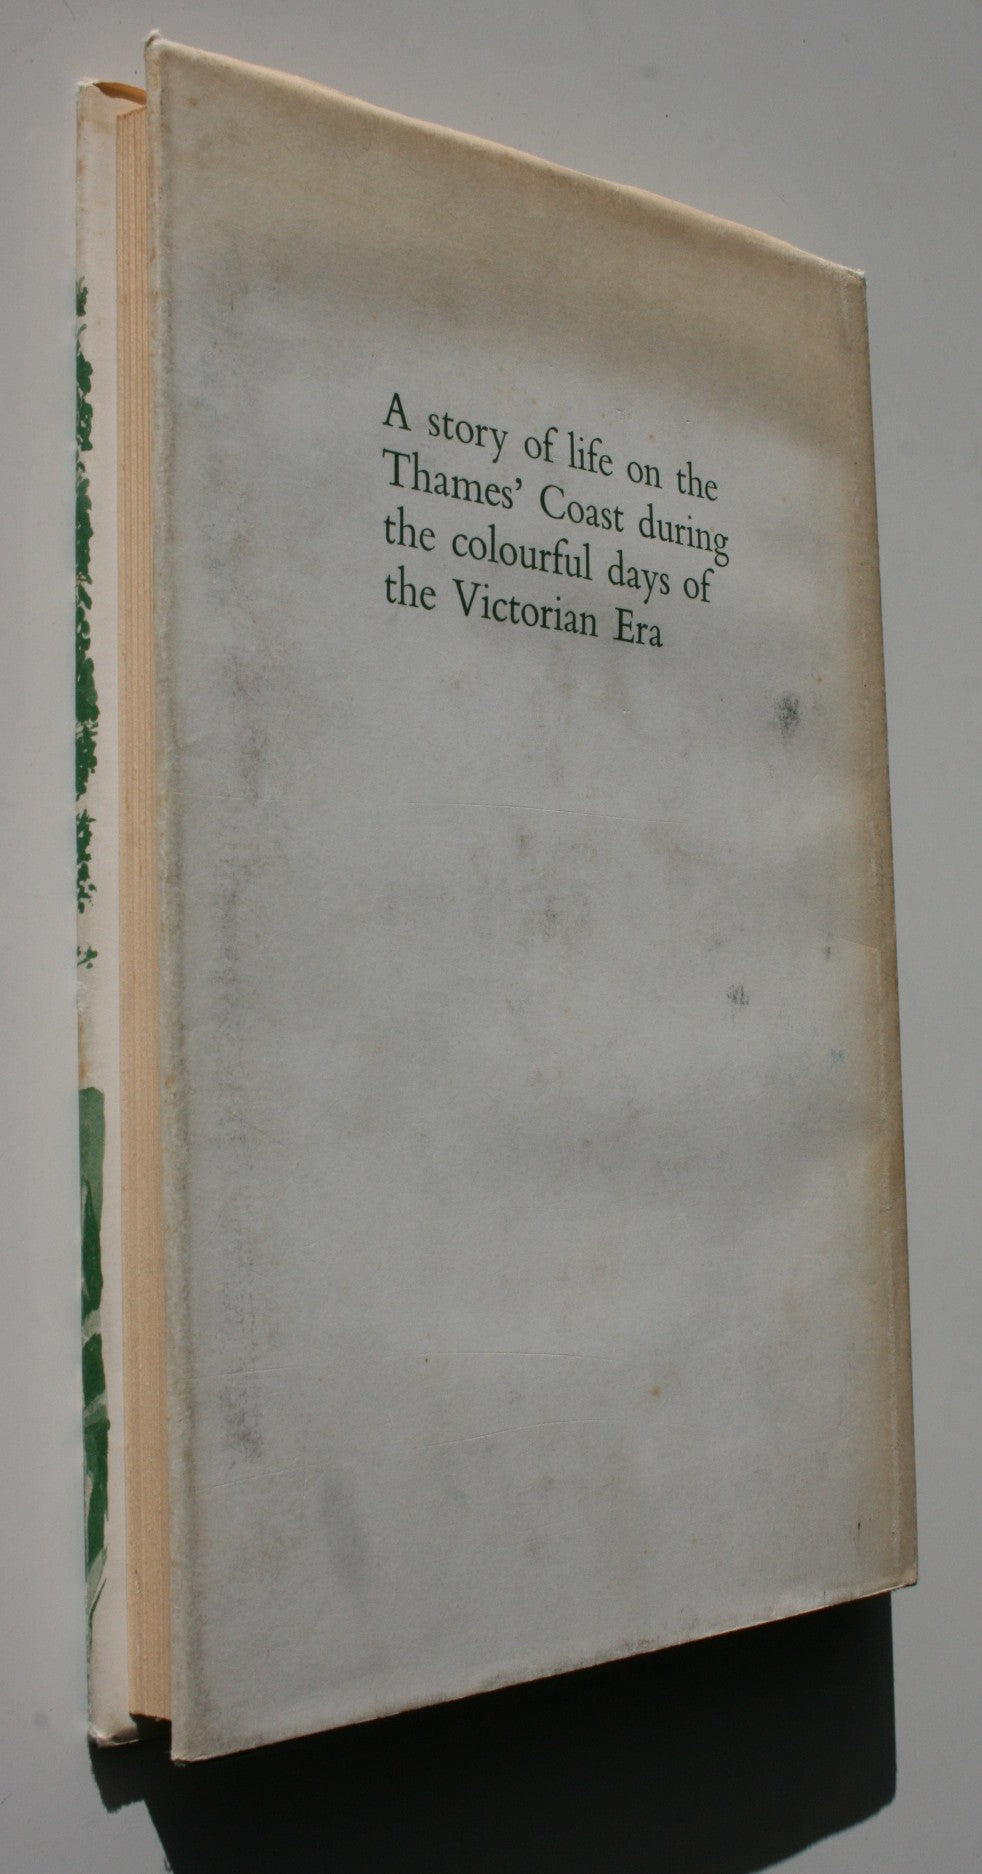 A story of life on the
Thames’ Coast during
the colourful days of
the Victorian Era